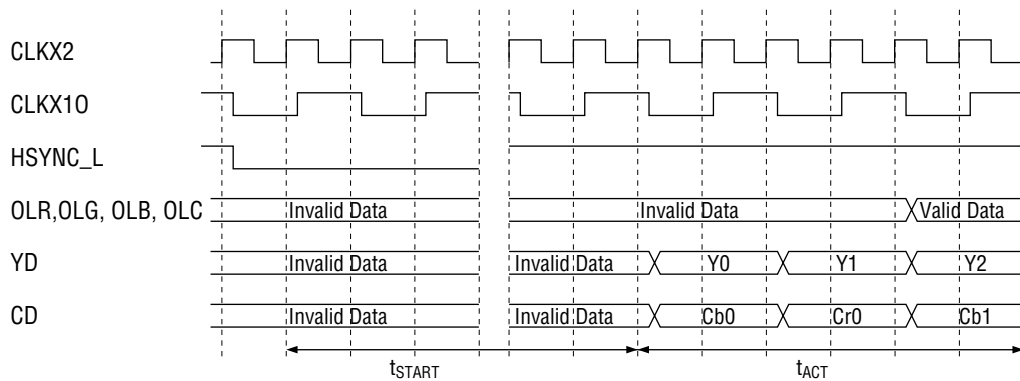 CLKX2
CLKX1O
HSYNC_L
OLR,OLG, OLB, OLC Invalid Data Invalid Data Valid Data
YD Invalid Data Invalid Data Y0 Y1 Y2
CD Invalid Data Invalid Data Cb0 Cr0 Cb1
tSTART tACT